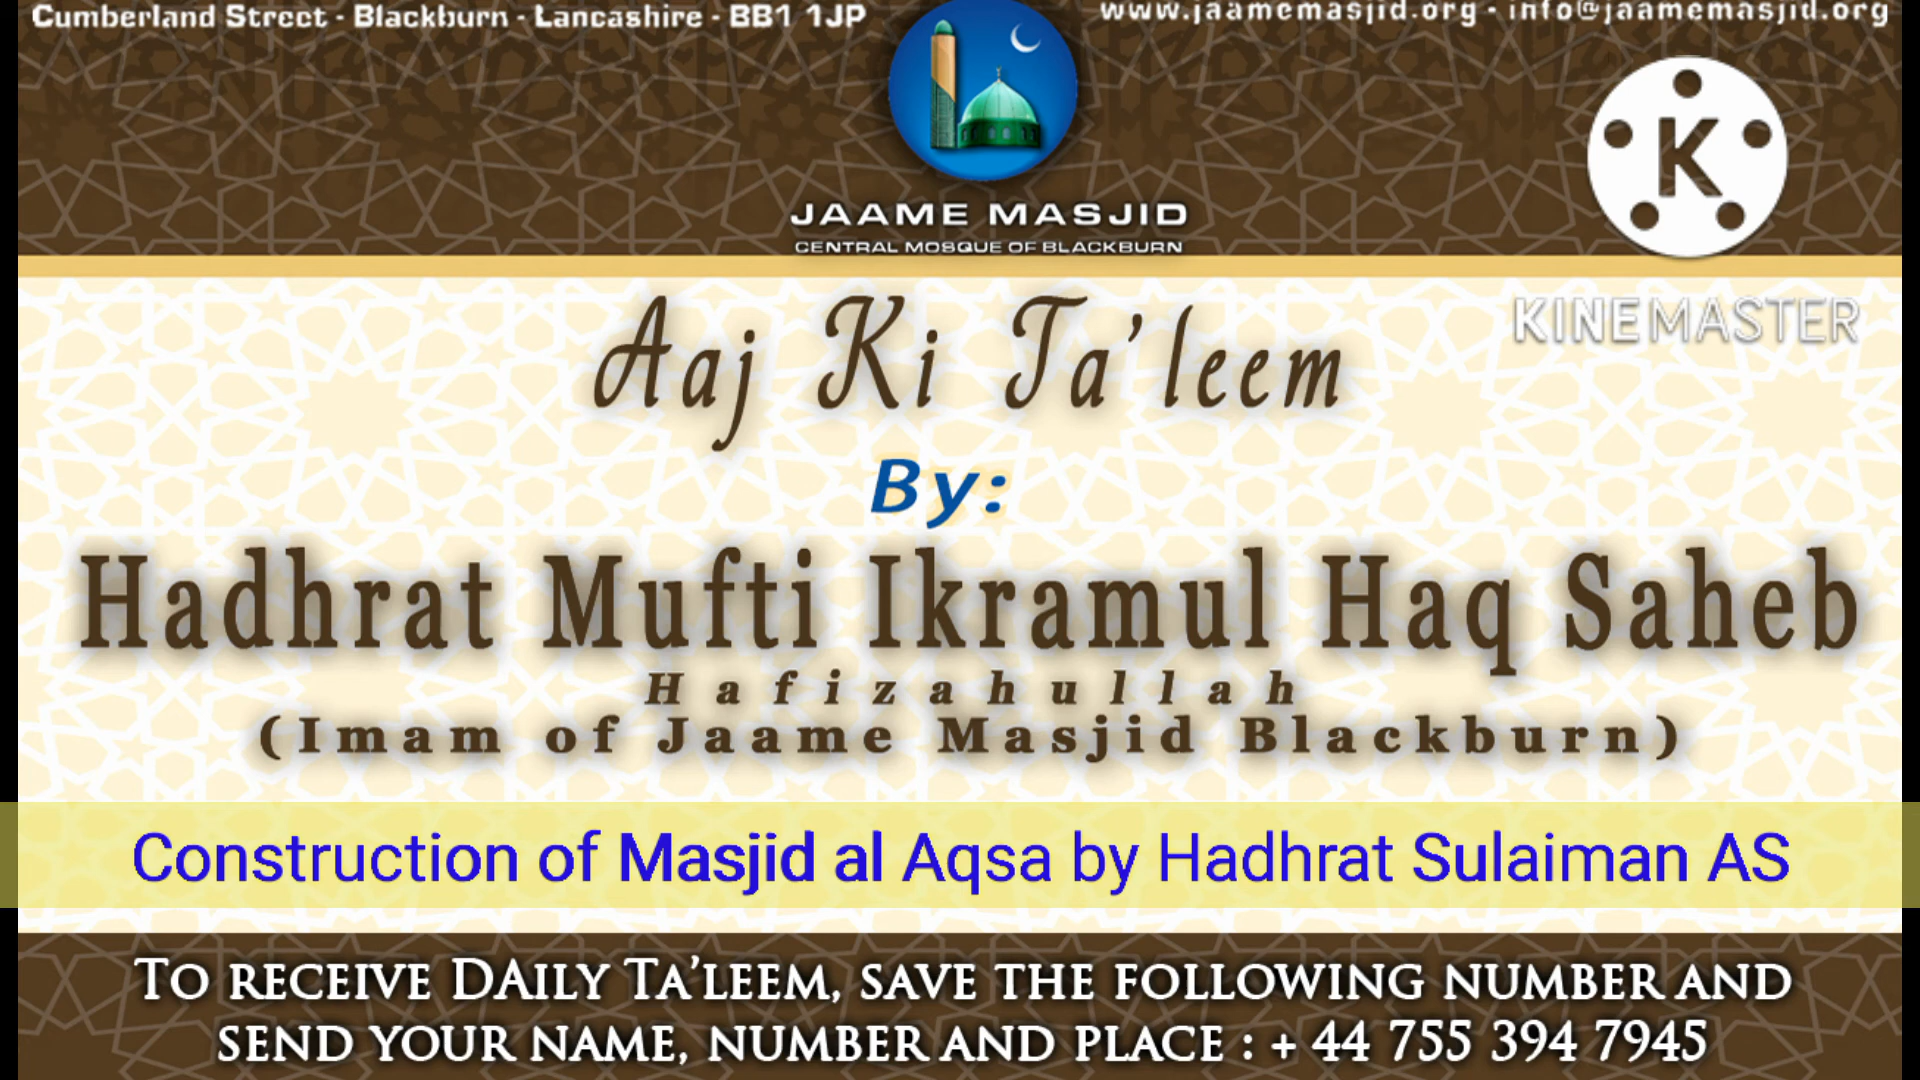 Cumberland Street - Blackburn - Lancashire - BB1 1JP
www.jaamemasjid.org - info@jaamemasjid.org
JAAME MASJID
CENTRAL MOSQUE OF BLACKBURN
K
KINEMASTER
Aaj Ki Ta'leem
By:
Hadhrat Mufti Ikramul Haq Saheb
Hafizahullah
(Imam of Jaame Masjid Blackburn)
Construction of Masjid al Aqsa by Hadhrat Sulaiman AS
TO RECEIVE DAILY TA'LEEM, SAVE THE FOLLOWING NUMBER AND
SEND YOUR NAME, NUMBER AND PLACE : + 44 755 394 7945